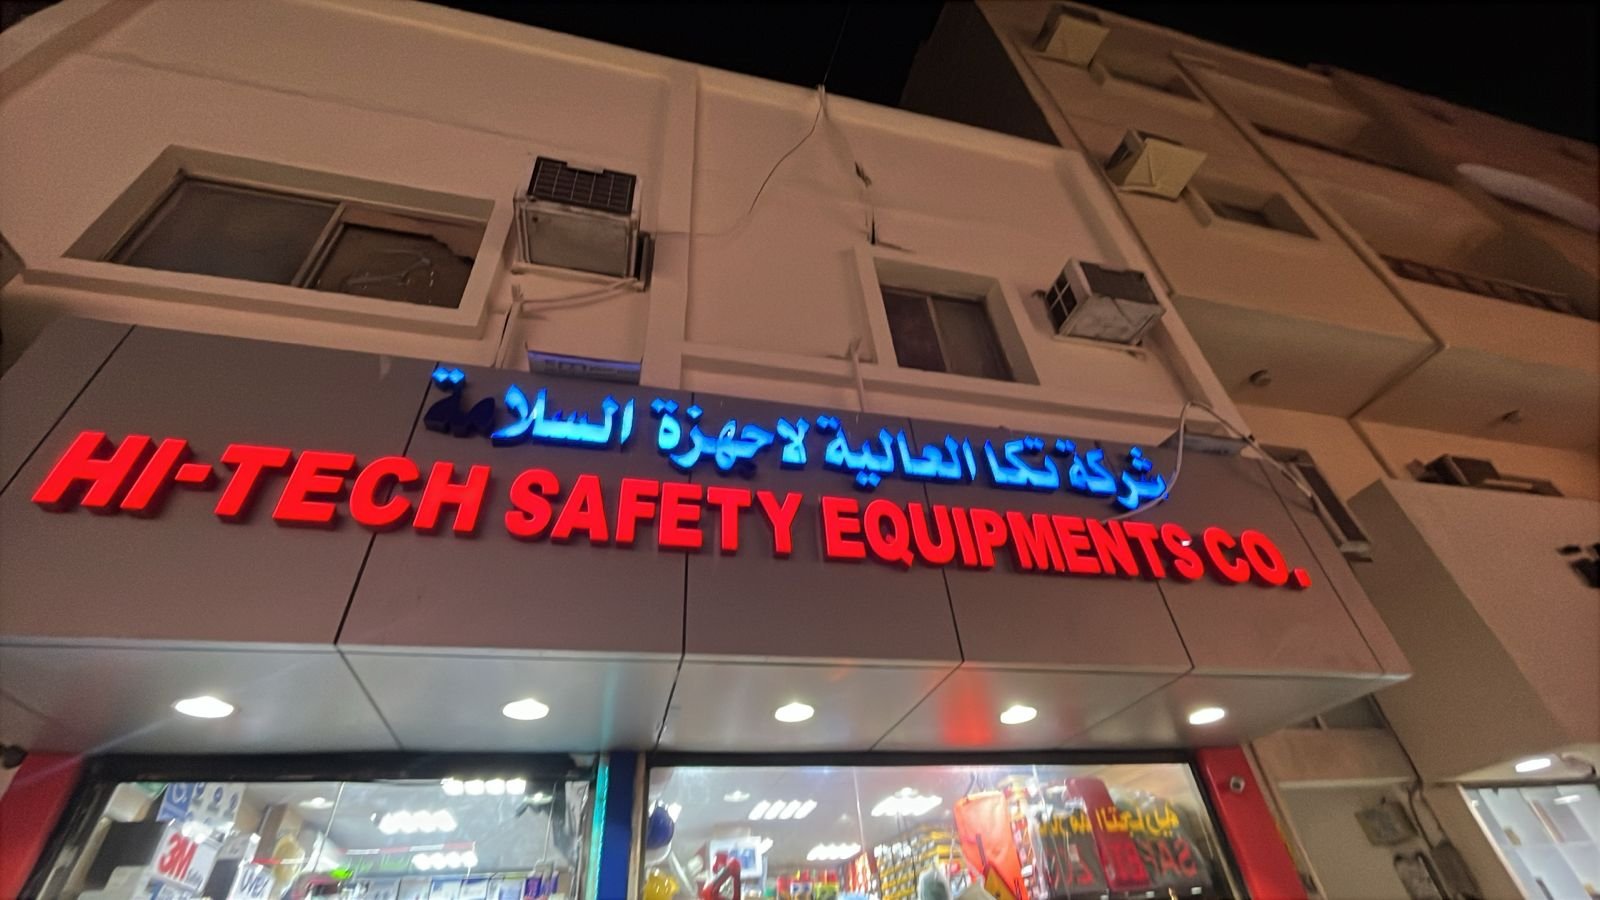 شركة تكا العالية لاجهزة السلامة
HI-TECH SAFETY EQUIPMENTS CO.
3M